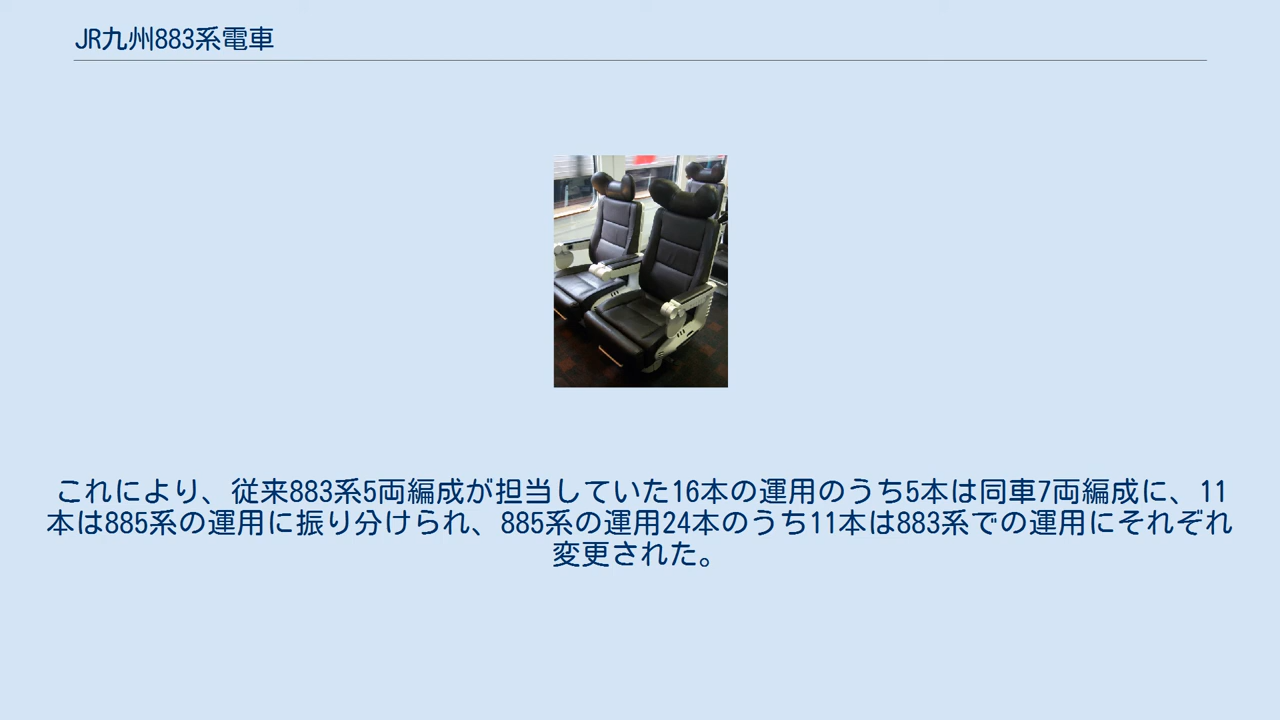 JR九州883系電車
これにより、従来883系5両編成が担当していた16本の運用のうち5本は同車7両編成に、11
本は885系の運用に振り分けられ、885系の運用24本のうち11本は883系での運用にそれぞれ
変更された。